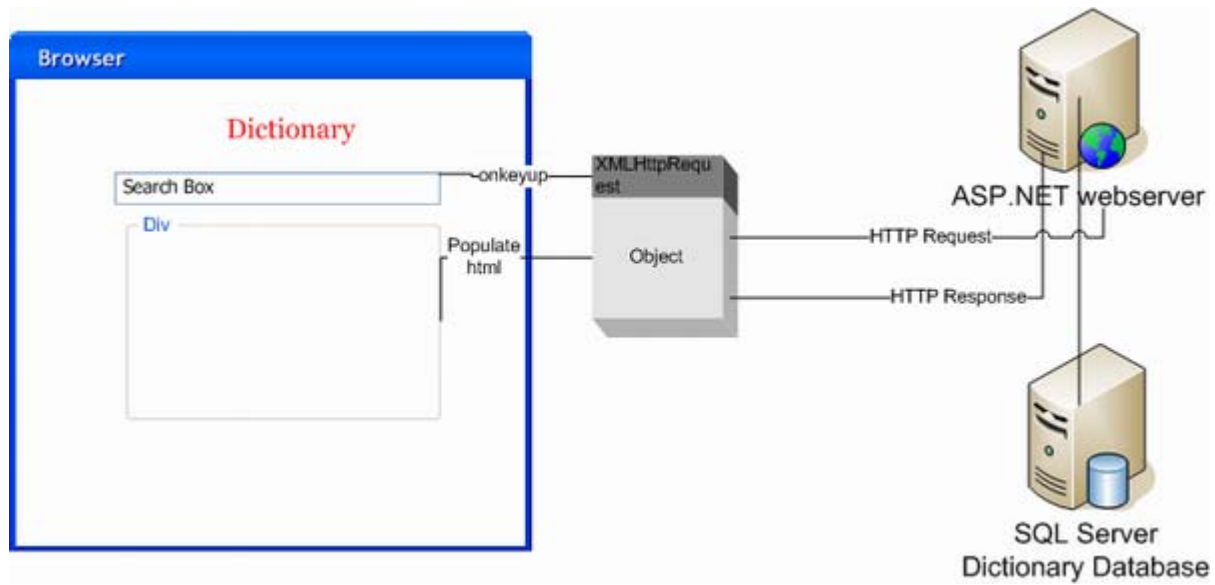 Browser
Dictionary
Search Box
Div
onkeyup
Populate
html
XMLHttpRequ
est
Object
HTTP Request
HTTP Response
ASP.NET webserver
SQL Server
Dictionary Database